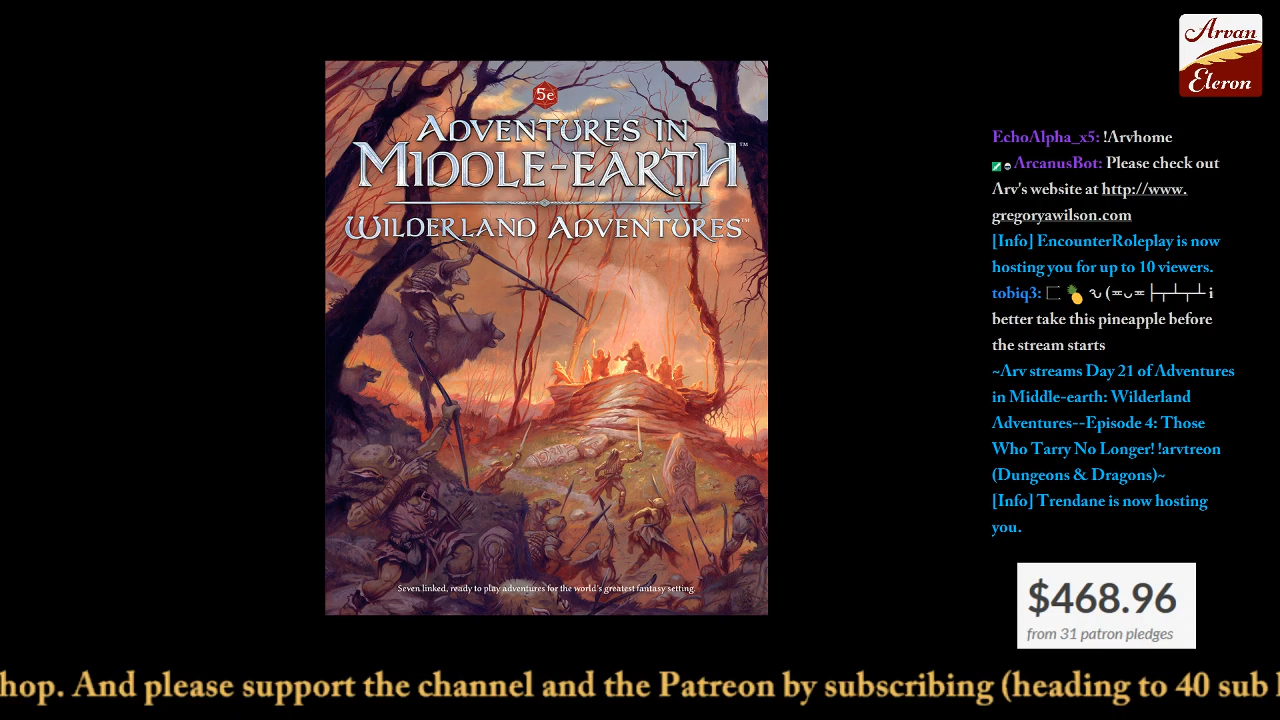 Arvan
Eleron
5e
ADVENTURES IN
MIDDLE-EARTH™
WILDERLAND ADVENTURES™
Seven linked, ready to play adventures for the world's greatest fantasy setting.
EchoAlpha_x5: !Arvhome
ArcanusBot: Please check out
Arv's website at http://www.
gregoryawilson.com
[Info] EncounterRoleplay is now
hosting you for up to 10 viewers.
tobiq3: i
better take this pineapple before
the stream starts
~Arv streams Day 21 of Adventures
in Middle-earth: Wilderland
Adventures--Episode 4: Those
Who Tarry No Longer! !arvtreon
(Dungeons & Dragons)~
[Info] Trendane is now hosting
you.
$468.96
from 31 patron pledges
hop. And please support the channel and the Patreon by subscribing (heading to 40 sub